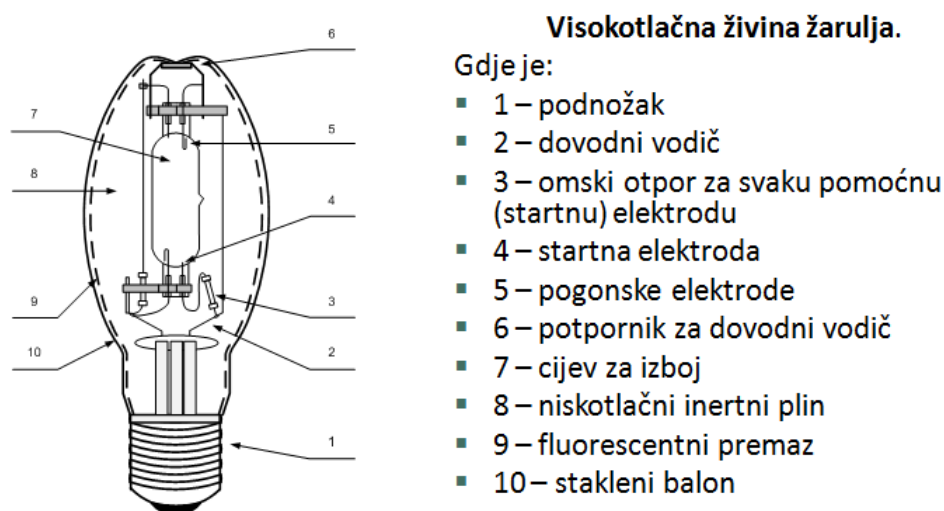 Visokotlačna živina žarulja.
Gdje je:
▪ 1 – podnožak
▪ 2 – dovodni vodič
▪ 3 – omski otpor za svaku pomoćnu
(startnu) elektrodu
▪ 4 – startna elektroda
▪ 5 – pogonske elektrode
▪ 6 – potpornik za dovodni vodič
▪ 7 – cijev za izboj
▪ 8 – niskotlačni inertni plin
▪ 9 – fluorescentni premaz
▪ 10 – stakleni balon
6
7
5
8
4
9
3
10
2
1